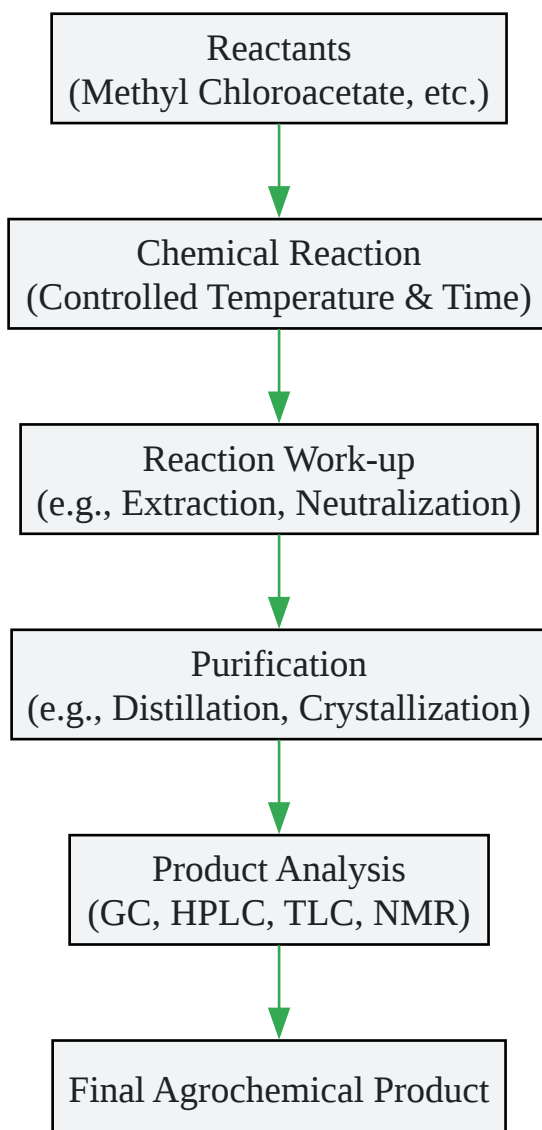 Reactants
(Methyl Chloroacetate, etc.)
Chemical Reaction
(Controlled Temperature & Time)
Reaction Work-up
(e.g., Extraction, Neutralization)
Purification
(e.g., Distillation, Crystallization)
Product Analysis
(GC, HPLC, TLC, NMR)
Final Agrochemical Product